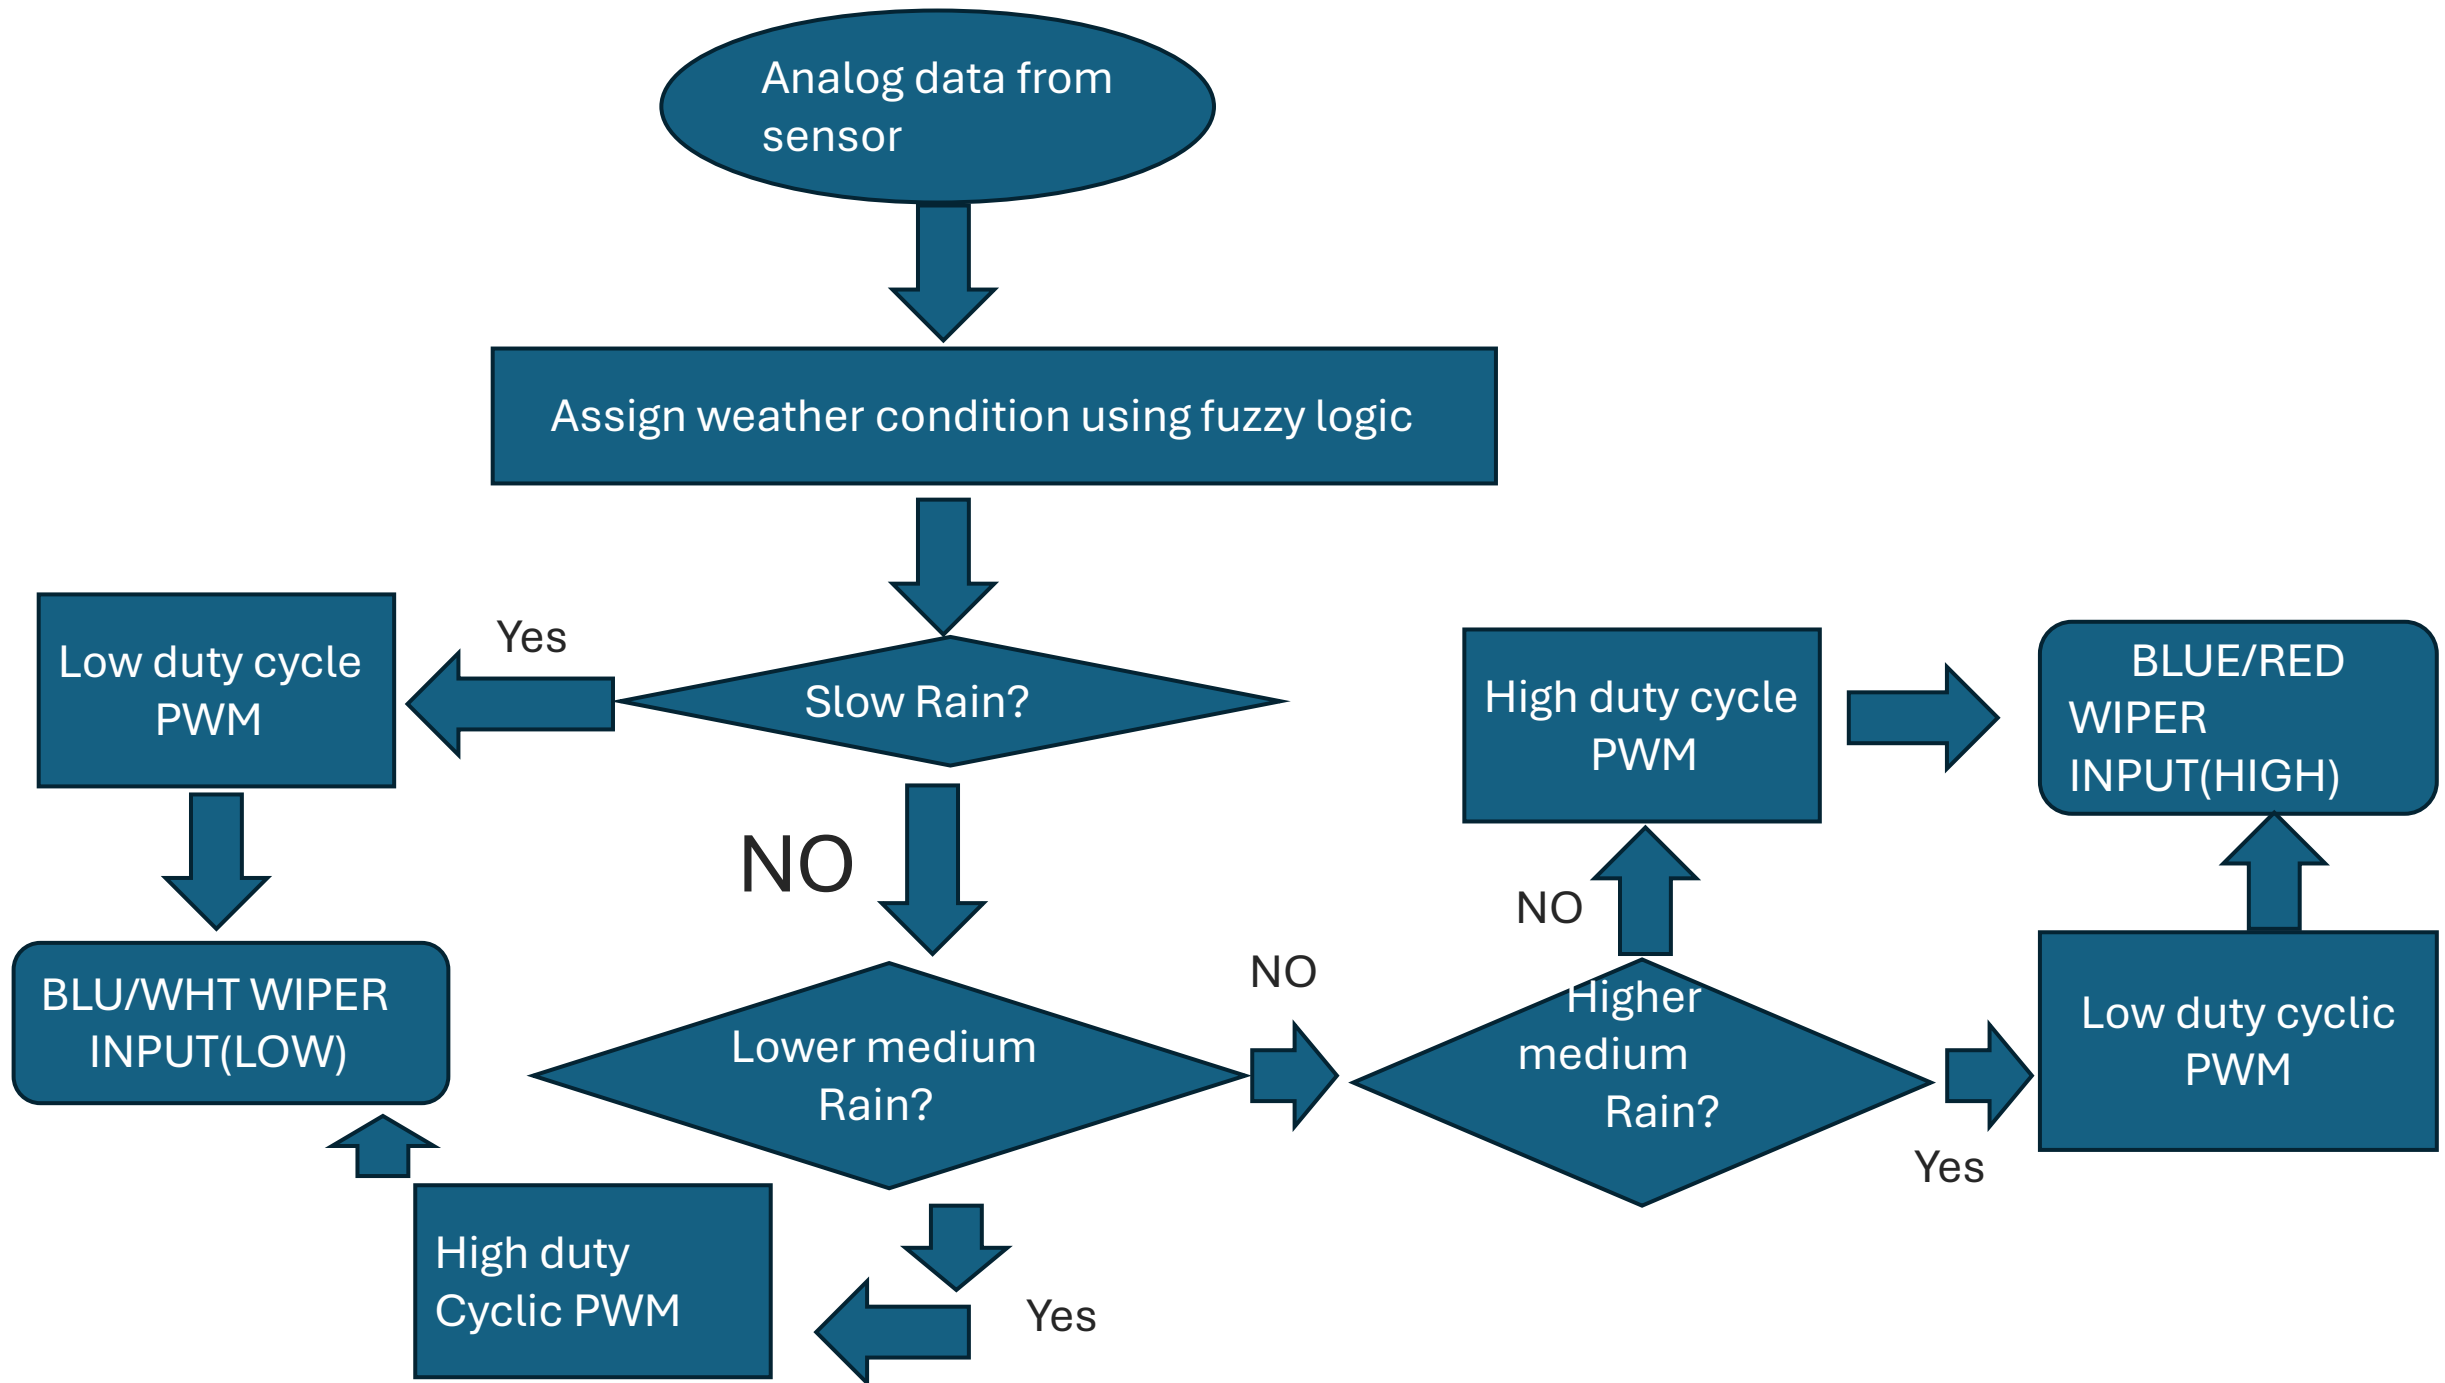 Analog data from
sensor
Assign weather condition using fuzzy logic
Yes
Slow Rain?
Low duty cycle
PWM
NO
BLU/WHT WIPER
INPUT(LOW)
Lower medium
Rain?
Yes
High duty
Cyclic PWM
NO
Higher
medium
Rain?
NO
High duty cycle
PWM
BLUE/RED
WIPER
INPUT(HIGH)
Yes
Low duty cyclic
PWM